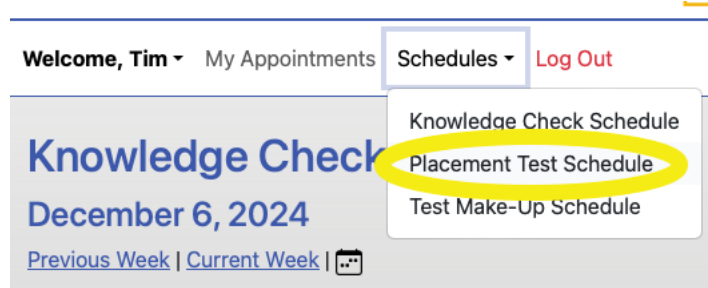 Welcome, Tim My Appointments Schedules Log Out
Knowledge Check Schedule
Placement Test Schedule
Test Make-Up Schedule
Knowledge Check
December 6, 2024
Previous Week | Current Week |